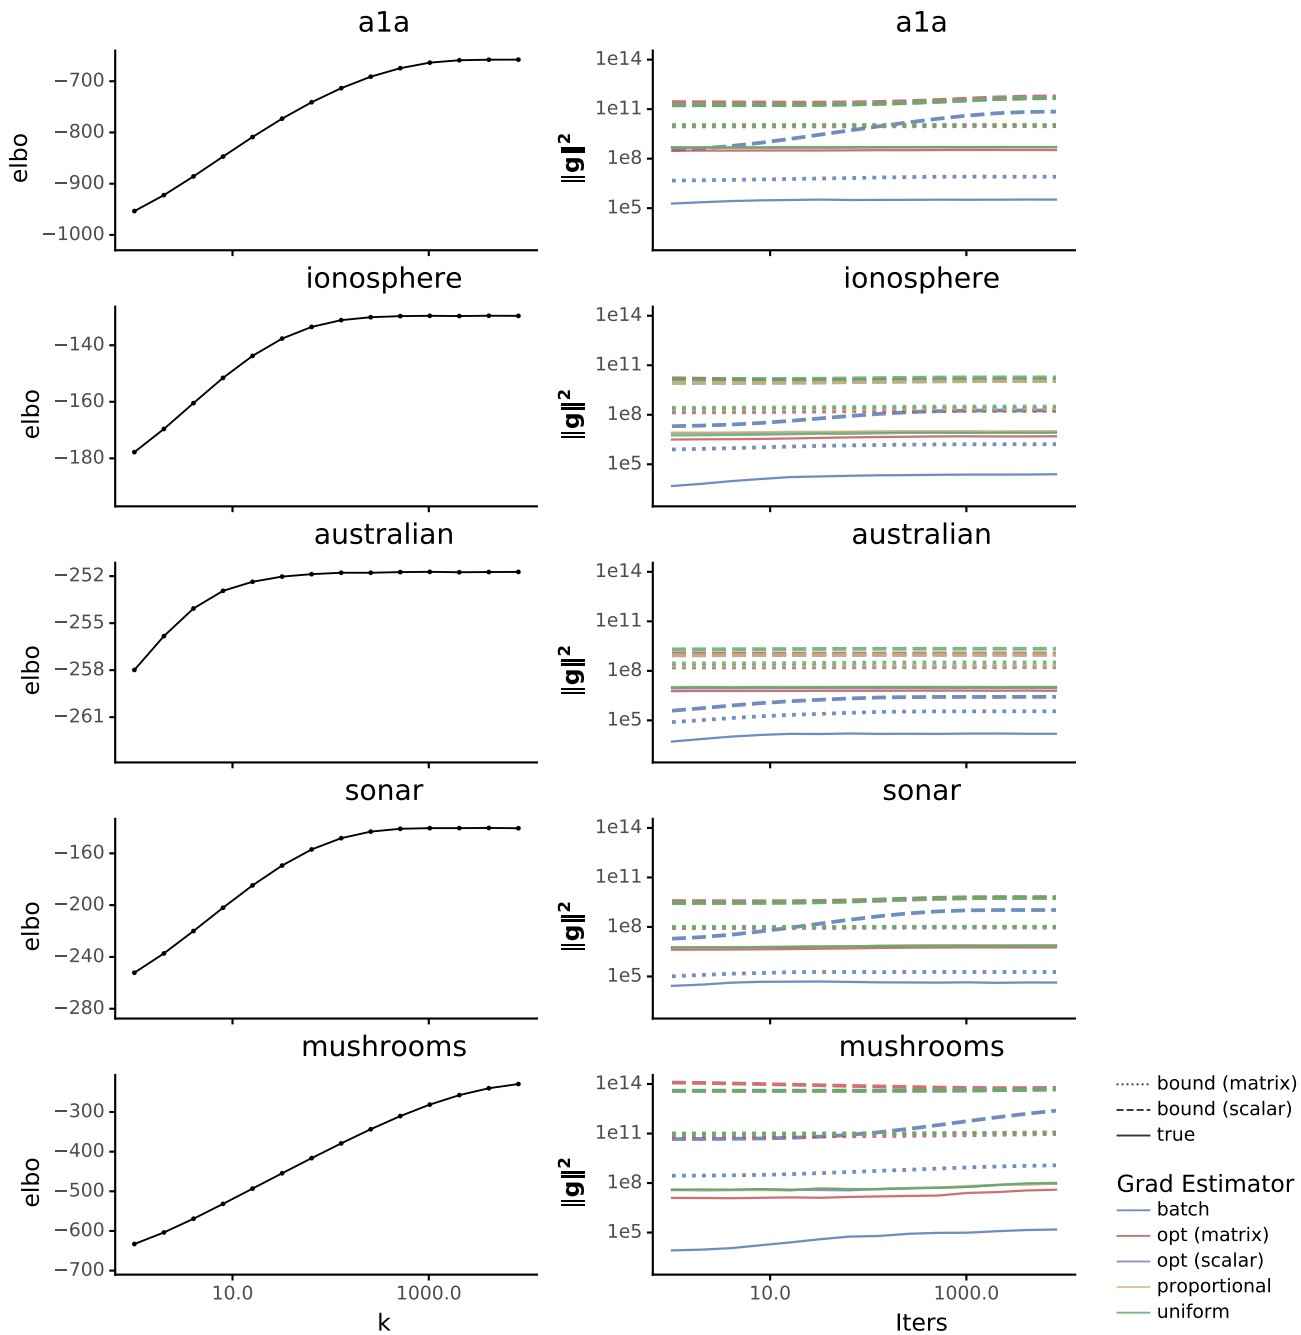 a1a
elbo
−700
−800
−900
−1000
a1a
‖g‖²
1e14
1e11
1e8
1e5
ionosphere
elbo
−140
−160
−180
ionosphere
‖g‖²
1e14
1e11
1e8
1e5
australian
elbo
−252
−255
−258
−261
australian
‖g‖²
1e14
1e11
1e8
1e5
sonar
elbo
−160
−200
−240
−280
sonar
‖g‖²
1e14
1e11
1e8
1e5
mushrooms
elbo
−300
−400
−500
−600
−700
10.0
1000.0
k
mushrooms
‖g‖²
1e14
1e11
1e8
1e5
10.0
1000.0
Iters
bound (matrix)
bound (scalar)
true
Grad Estimator
batch
opt (matrix)
opt (scalar)
proportional
uniform